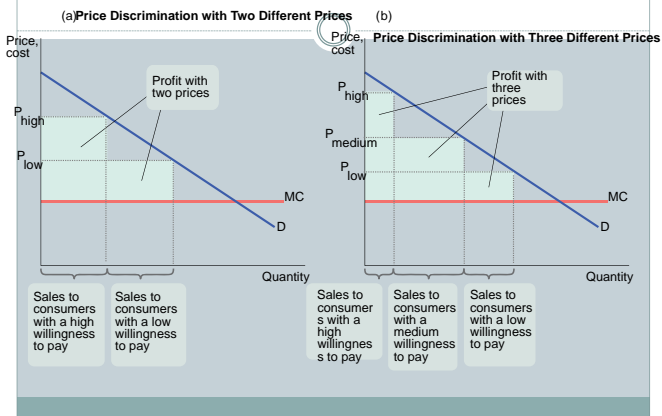 (a)Price Discrimination with Two Different Prices
Price,
cost
Profit with
two prices
P
high
P
low
MC
D
Quantity
Sales to
consumers
with a high
willingness
to pay
Sales to
consumers
with a low
willingness
to pay
(b)
Price Discrimination with Three Different Prices
Price,
cost
Profit with
three
prices
P
high
P
medium
P
low
MC
D
Quantity
Sales to
consumer
s with a
high
willingnes
s to pay
Sales to
consumers
with a
medium
willingness
to pay
Sales to
consumers
with a low
willingness
to pay